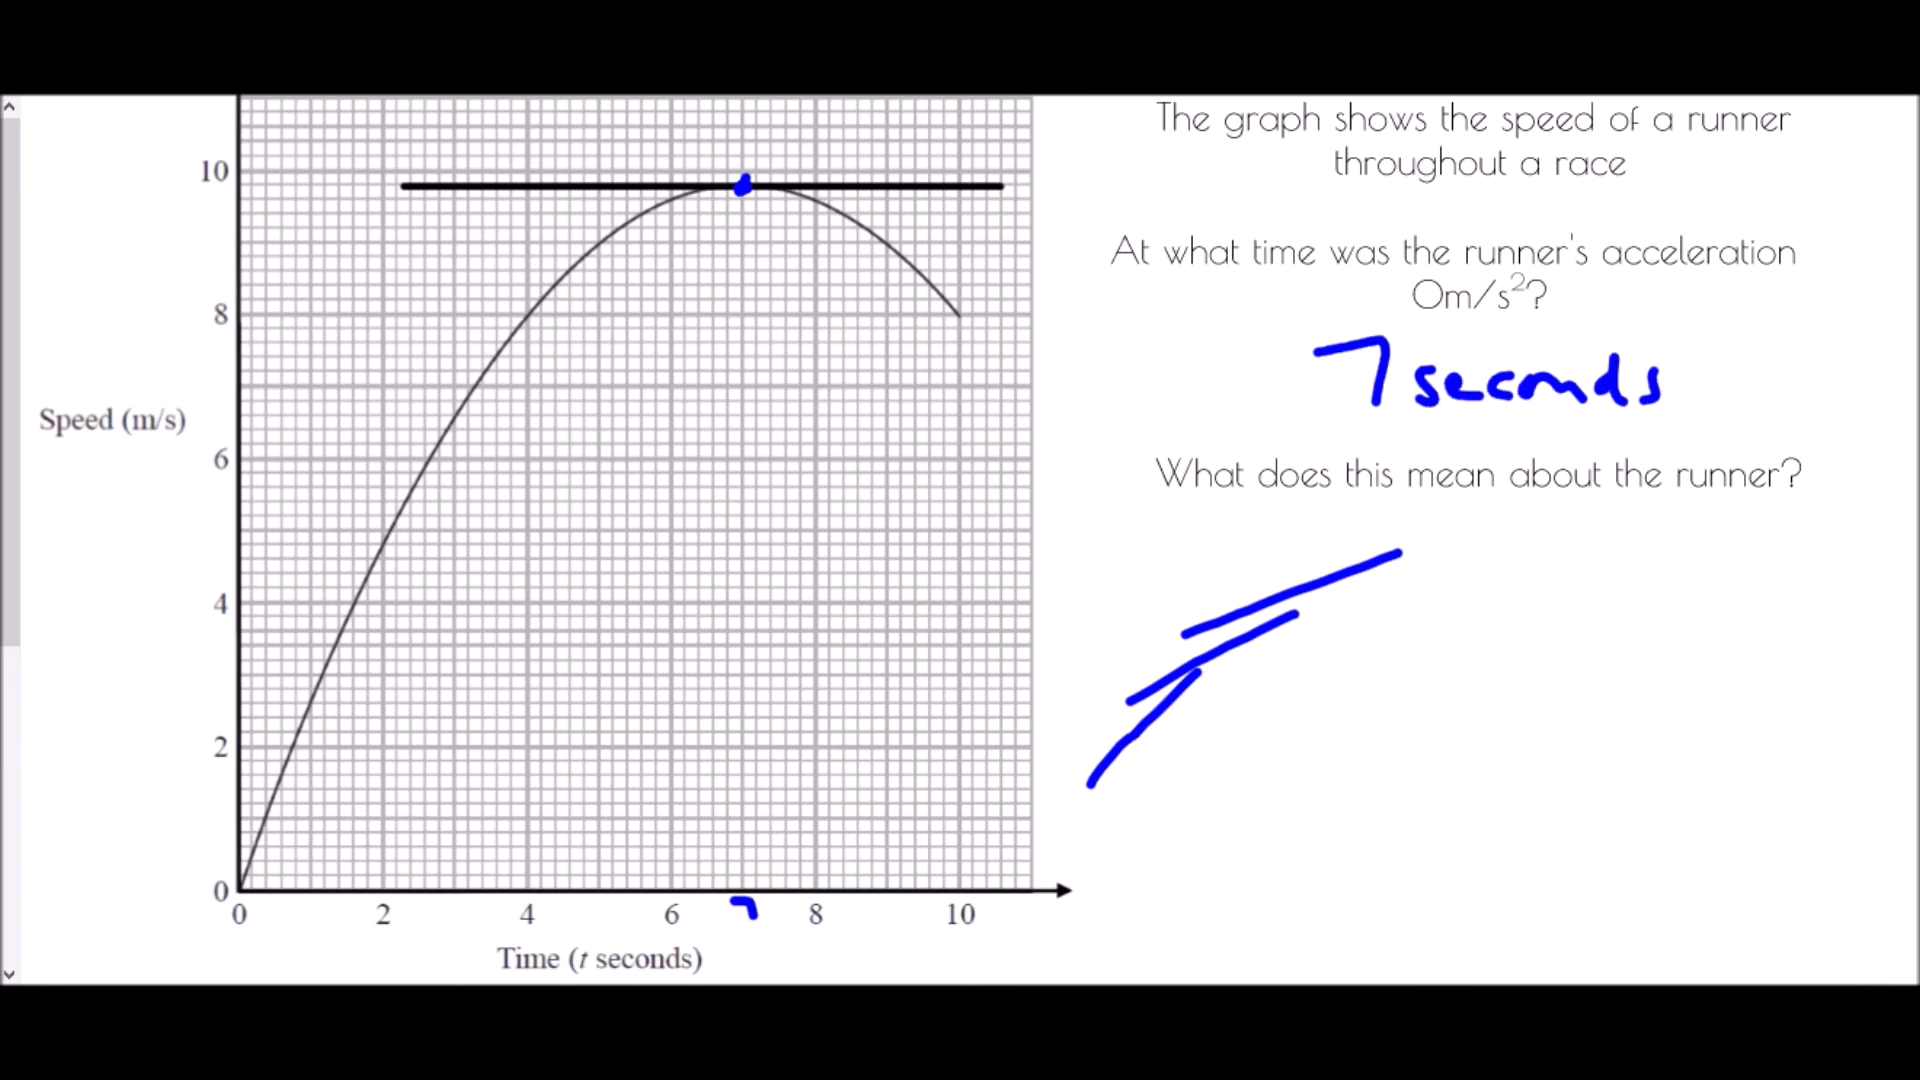 The graph shows the speed of a runner
throughout a race
At what time was the runner's acceleration
0m/s²?
7 seconds
What does this mean about the runner?
10
8
Speed (m/s)
6
4
2
0
0 2 4 6 7 8 10
Time (t seconds)